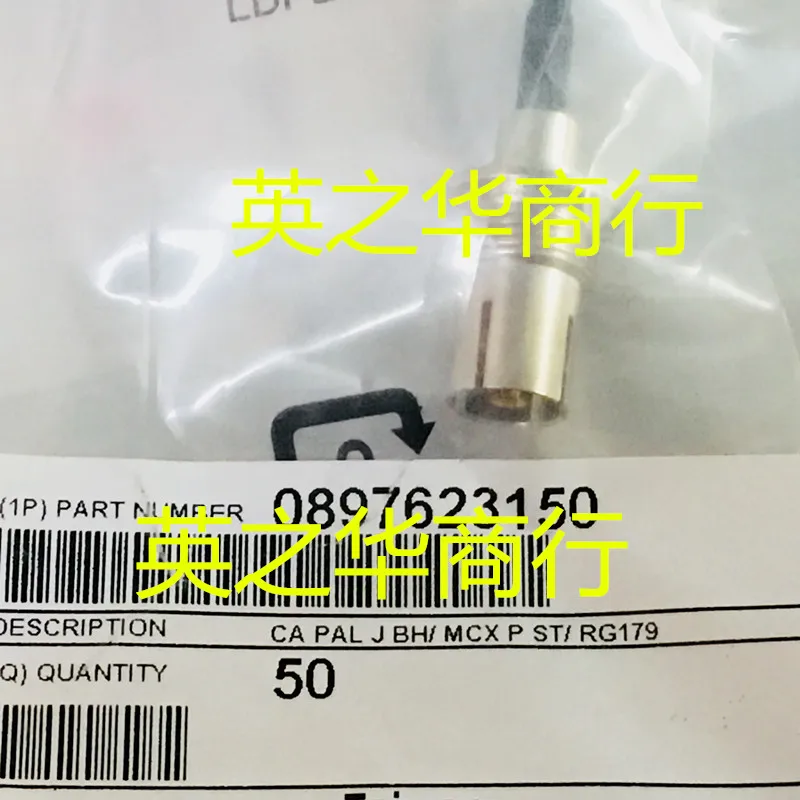 英之华商行
(1P) PART NUMBER 0897623150
英之华商行
DESCRIPTION CA PAL J BH/ MCX P ST/ RG179
Q) QUANTITY 50